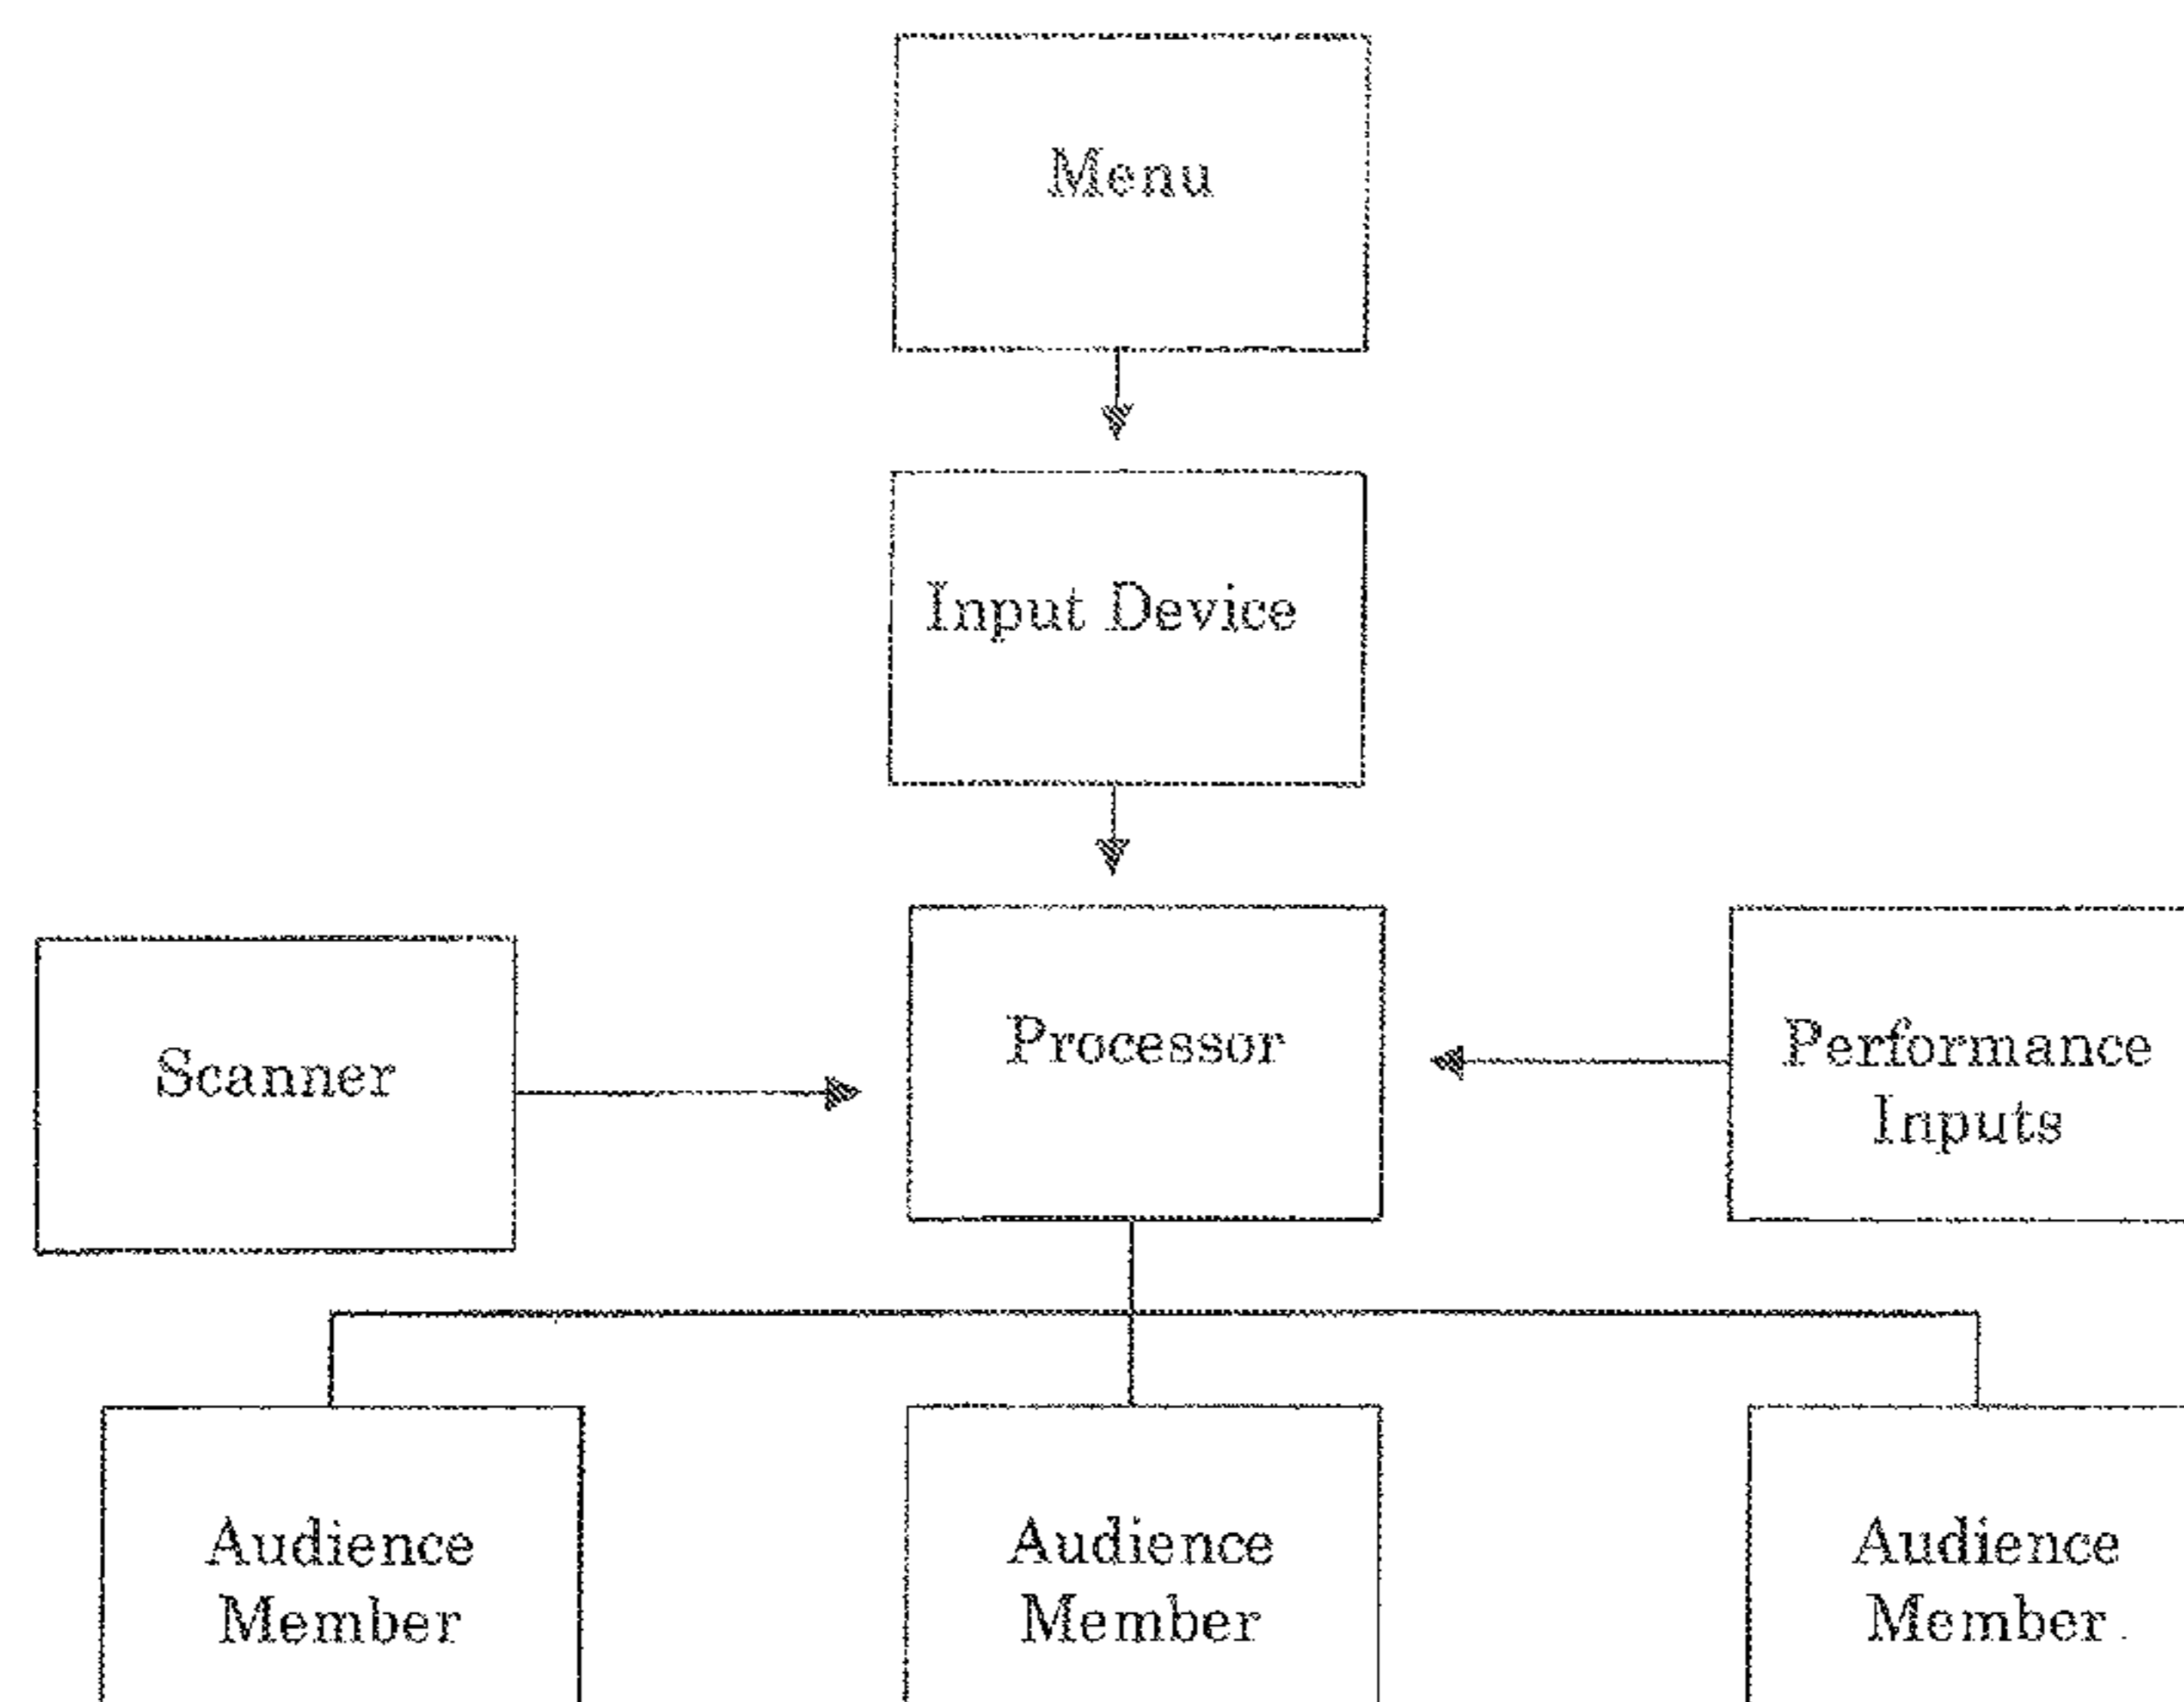 Menu
Input Device
Scanner
Processor
Performance
Inputs
Audience
Member
Audience
Member
Audience
Member